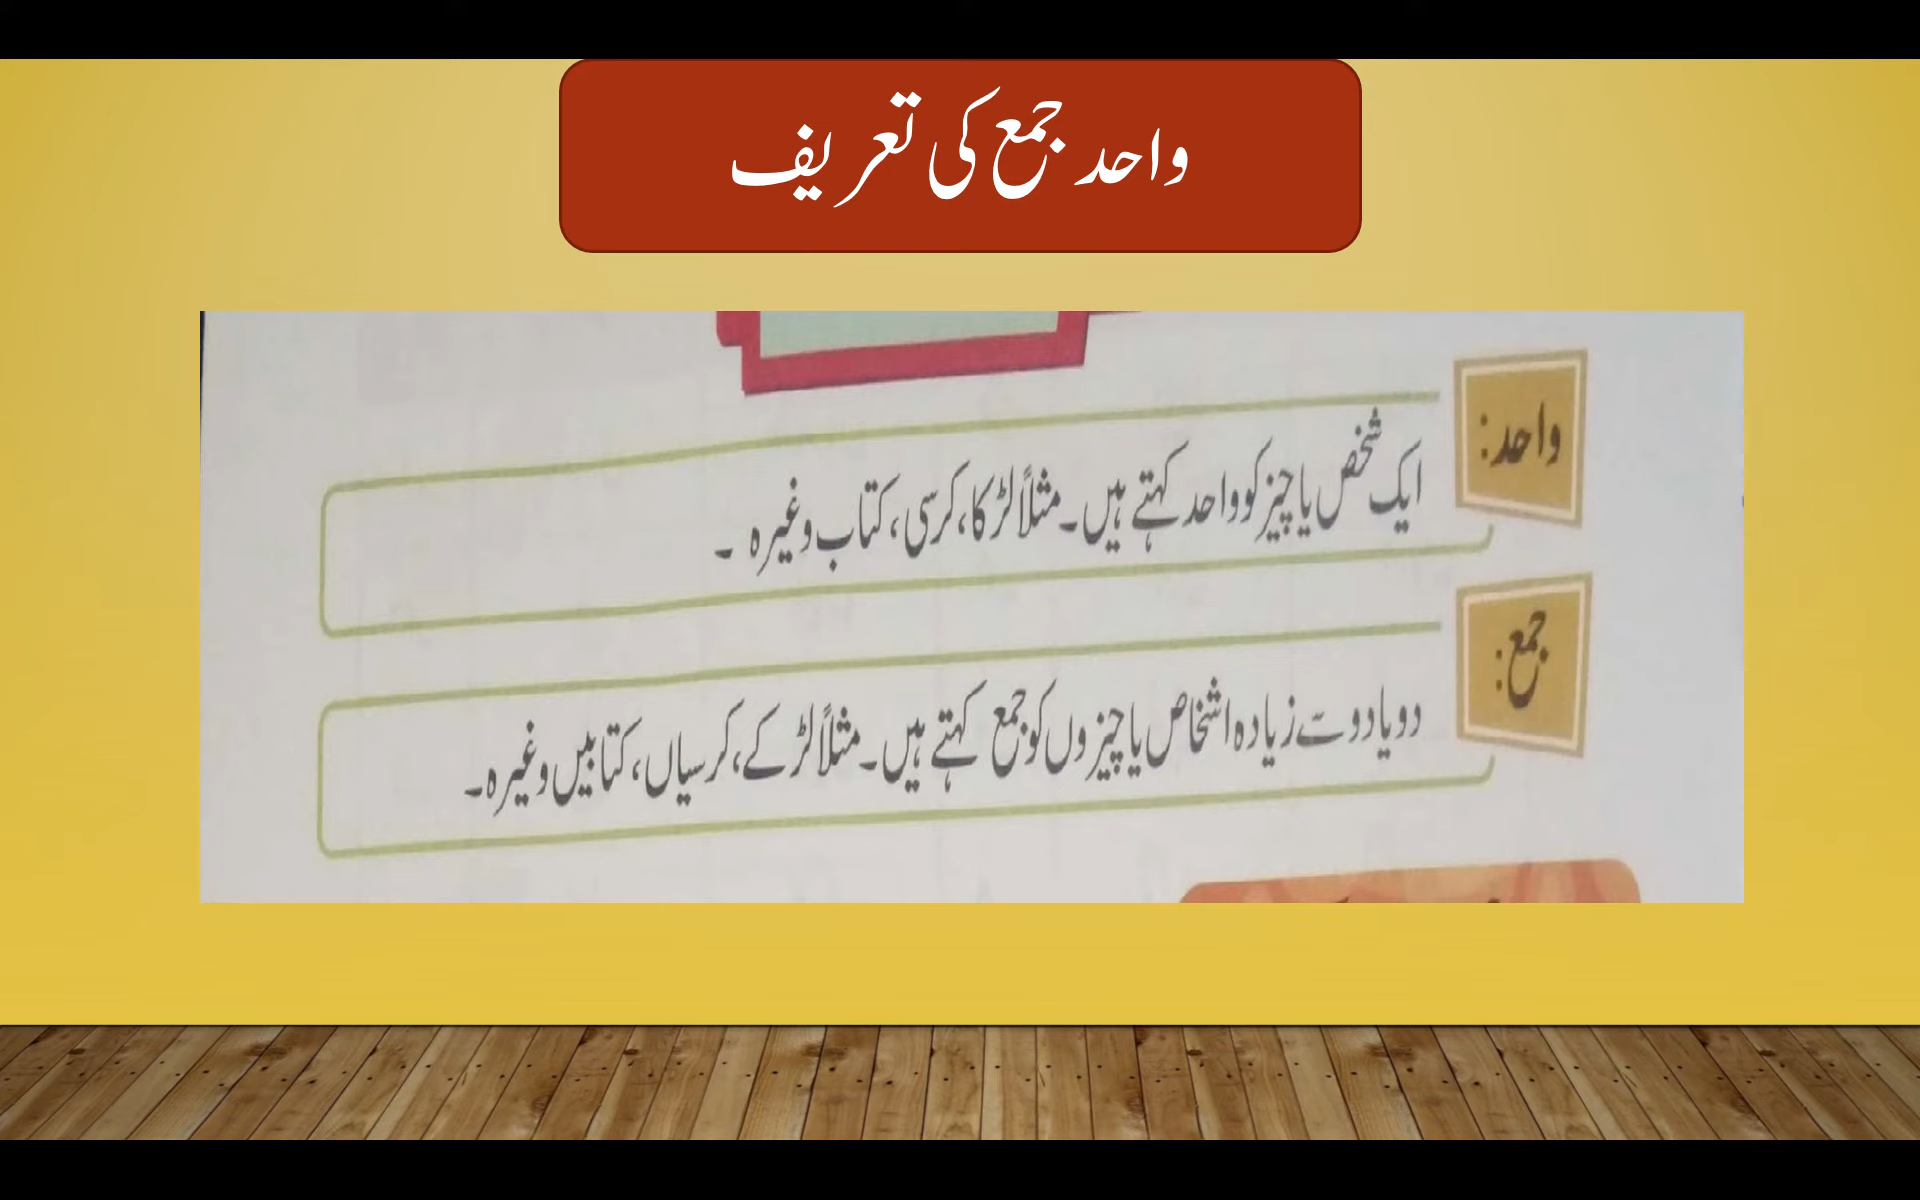 واحد جمع کی تعریف
واحد:
ایک شخص یا چیز کو واحد کہتے ہیں۔ مثلاً لڑکا، کرسی، کتاب وغیرہ ۔
جمع:
دو یا دو سے زیادہ اشخاص یا چیزوں کو جمع کہتے ہیں۔ مثلاً لڑکے، کرسیاں، کتابیں وغیرہ۔